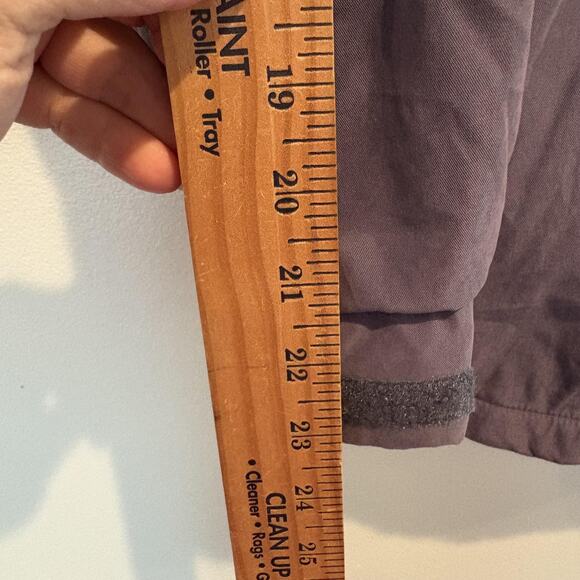 AINT
Roller • Tray
19
20
21
22
23
24
25
CLEAN UP
• Cleaner • Rags • G